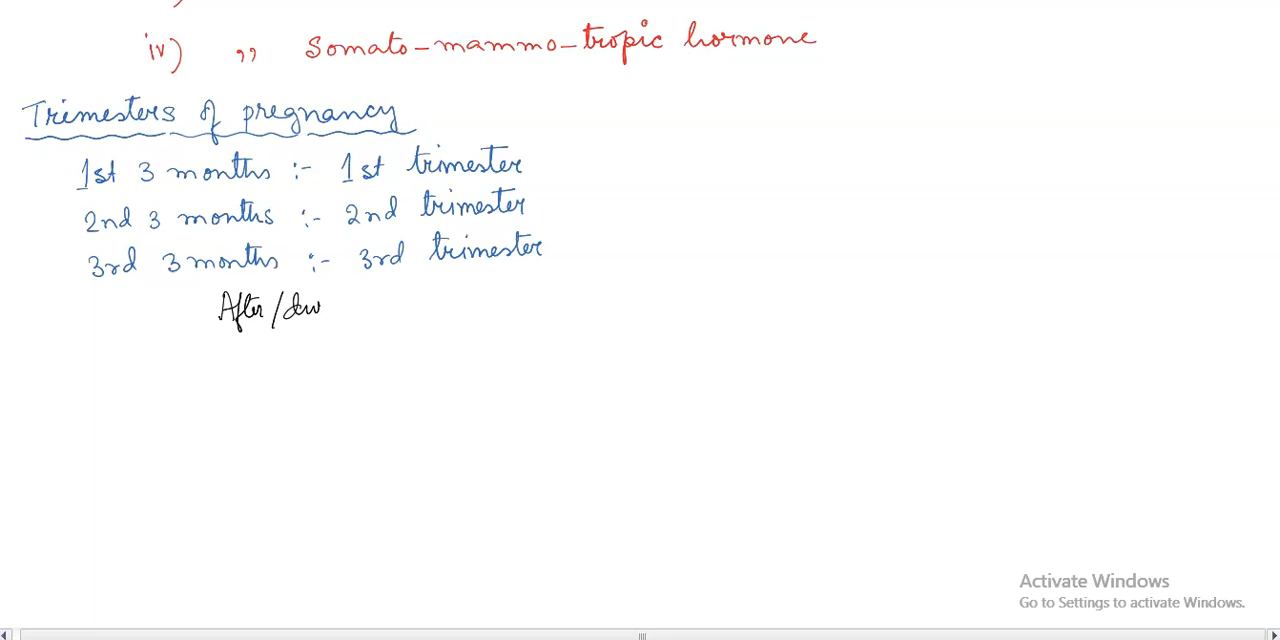 iv) ,, Somato-mammo-tropic hormone
Trimesters of pregnancy
1st 3 months :- 1st trimester
2nd 3 months :- 2nd trimester
3rd 3 months :- 3rd trimester
After/
Activate Windows
Go to Settings to activate Windows.